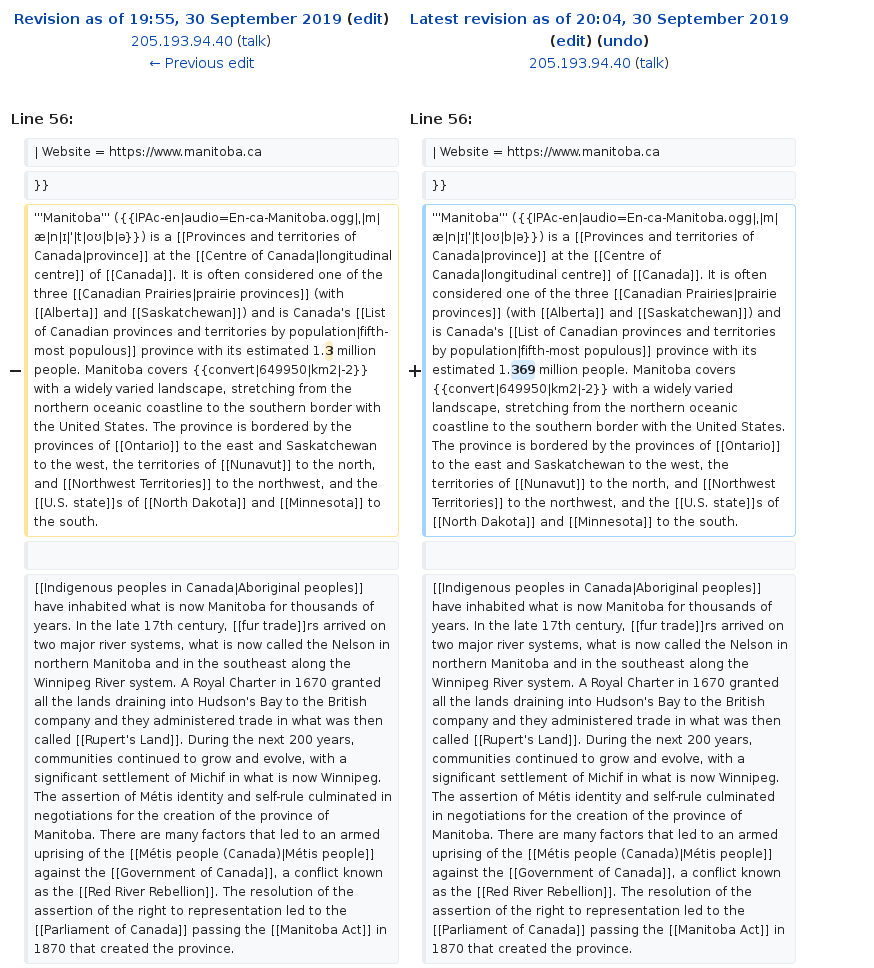 Revision as of 19:55, 30 September 2019 (edit)
205.193.94.40 (talk)
← Previous edit
Latest revision as of 20:04, 30 September 2019
(edit) (undo)
205.193.94.40 (talk)
Line 56:
Line 56:
| Website = https://www.manitoba.ca
| Website = https://www.manitoba.ca
}}
}}
−
'''Manitoba''' ({{IPAc-en|audio=En-ca-Manitoba.ogg|ˌ|m|
æ|n|ɪ|ˈ|t|oʊ|b|ə}}) is a [[Provinces and territories of
Canada|province]] at the [[Centre of Canada|longitudinal
centre]] of [[Canada]]. It is often considered one of the
three [[Canadian Prairies|prairie provinces]] (with
[[Alberta]] and [[Saskatchewan]]) and is Canada's [[List
of Canadian provinces and territories by population|fifth-
most populous]] province with its estimated 1.3 million
people. Manitoba covers {{convert|649950|km2|-2}}
with a widely varied landscape, stretching from the
northern oceanic coastline to the southern border with
the United States. The province is bordered by the
provinces of [[Ontario]] to the east and Saskatchewan
to the west, the territories of [[Nunavut]] to the north,
and [[Northwest Territories]] to the northwest, and the
[[U.S. state]]s of [[North Dakota]] and [[Minnesota]] to
the south.
+
'''Manitoba''' ({{IPAc-en|audio=En-ca-Manitoba.ogg|ˌ|m|
æ|n|ɪ|ˈ|t|oʊ|b|ə}}) is a [[Provinces and territories of
Canada|province]] at the [[Centre of
Canada|longitudinal centre]] of [[Canada]]. It is often
considered one of the three [[Canadian Prairies|prairie
provinces]] (with [[Alberta]] and [[Saskatchewan]]) and
is Canada's [[List of Canadian provinces and territories
by population|fifth-most populous]] province with its
estimated 1.369 million people. Manitoba covers
{{convert|649950|km2|-2}} with a widely varied
landscape, stretching from the northern oceanic
coastline to the southern border with the United States.
The province is bordered by the provinces of [[Ontario]]
to the east and Saskatchewan to the west, the
territories of [[Nunavut]] to the north, and [[Northwest
Territories]] to the northwest, and the [[U.S. state]]s of
[[North Dakota]] and [[Minnesota]] to the south.
[[Indigenous peoples in Canada|Aboriginal peoples]]
have inhabited what is now Manitoba for thousands of
years. In the late 17th century, [[fur trade]]rs arrived on
two major river systems, what is now called the Nelson in
northern Manitoba and in the southeast along the
Winnipeg River system. A Royal Charter in 1670 granted
all the lands draining into Hudson's Bay to the British
company and they administered trade in what was then
called [[Rupert's Land]]. During the next 200 years,
communities continued to grow and evolve, with a
significant settlement of Michif in what is now Winnipeg.
The assertion of Métis identity and self-rule culminated in
negotiations for the creation of the province of
Manitoba. There are many factors that led to an armed
uprising of the [[Métis people (Canada)|Métis people]]
against the [[Government of Canada]], a conflict known
as the [[Red River Rebellion]]. The resolution of the
assertion of the right to representation led to the
[[Parliament of Canada]] passing the [[Manitoba Act]] in
1870 that created the province.
[[Indigenous peoples in Canada|Aboriginal peoples]]
have inhabited what is now Manitoba for thousands of
years. In the late 17th century, [[fur trade]]rs arrived on
two major river systems, what is now called the Nelson in
northern Manitoba and in the southeast along the
Winnipeg River system. A Royal Charter in 1670 granted
all the lands draining into Hudson's Bay to the British
company and they administered trade in what was then
called [[Rupert's Land]]. During the next 200 years,
communities continued to grow and evolve, with a
significant settlement of Michif in what is now Winnipeg.
The assertion of Métis identity and self-rule culminated
in negotiations for the creation of the province of
Manitoba. There are many factors that led to an armed
uprising of the [[Métis people (Canada)|Métis people]]
against the [[Government of Canada]], a conflict known
as the [[Red River Rebellion]]. The resolution of the
assertion of the right to representation led to the
[[Parliament of Canada]] passing the [[Manitoba Act]] in
1870 that created the province.